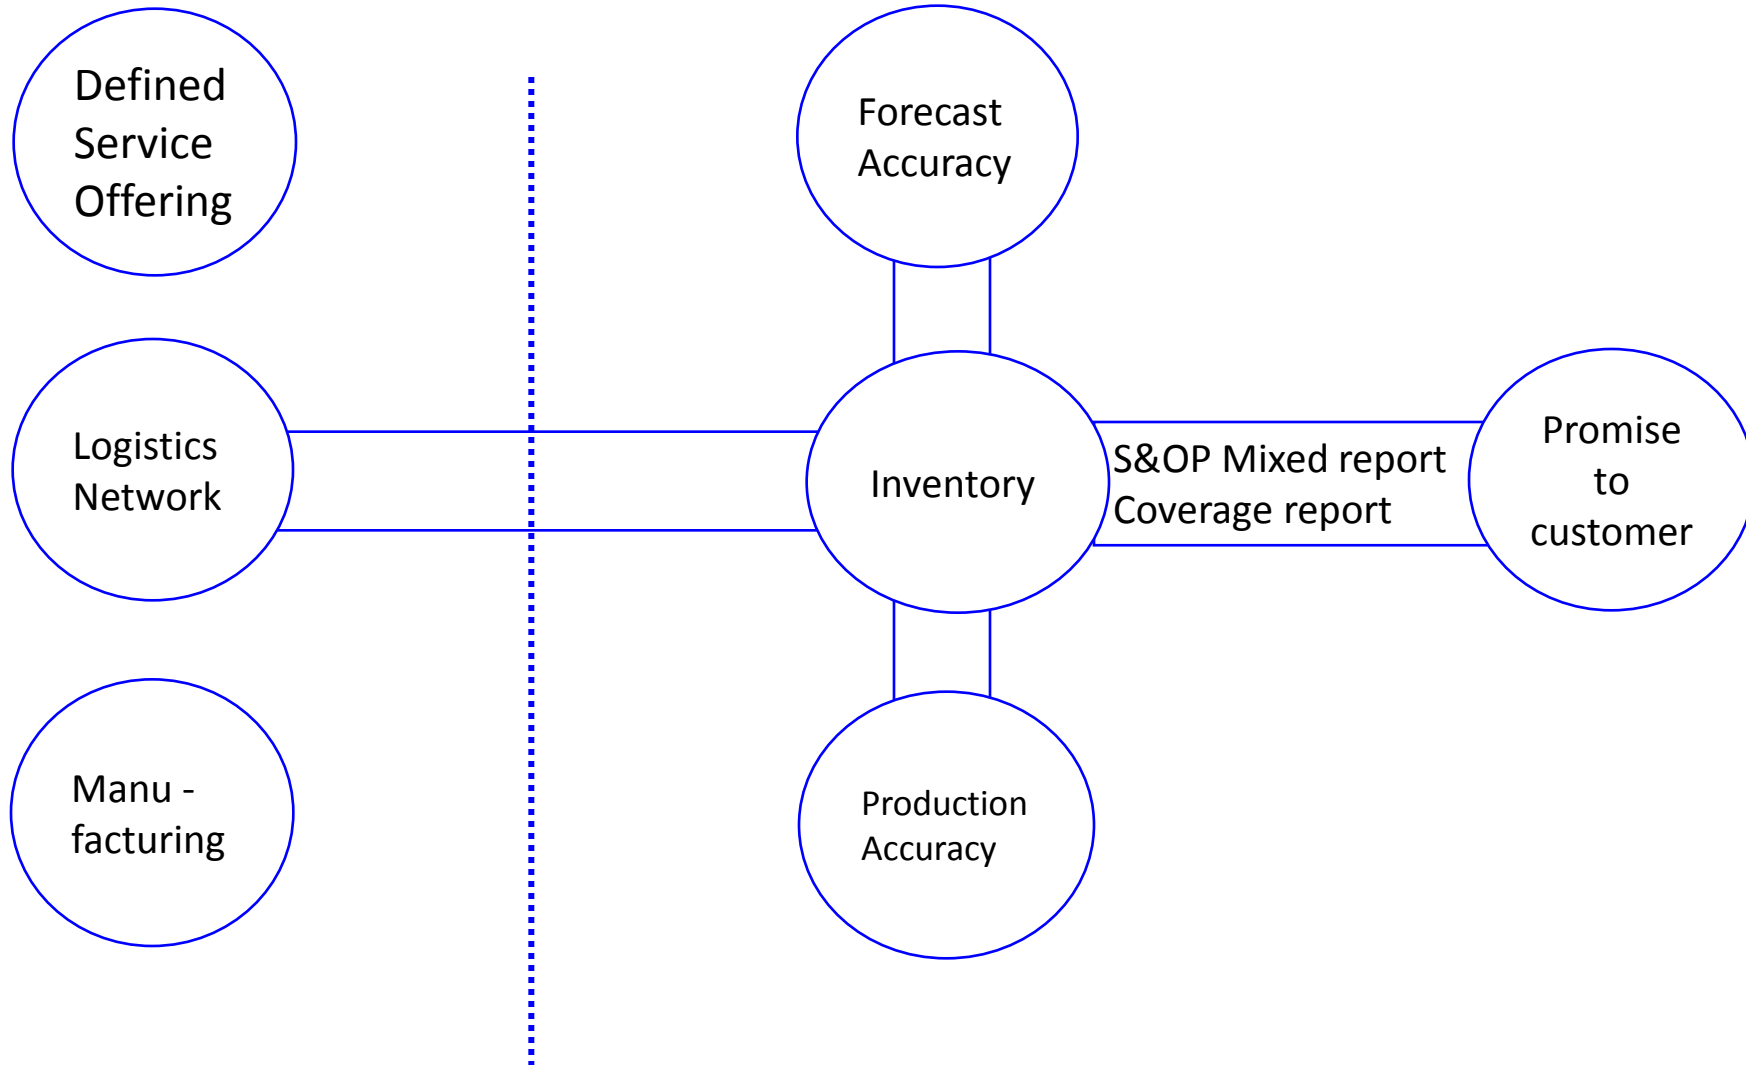 Defined
Service
Offering
Forecast
Accuracy
Logistics
Network
Inventory
S&OP Mixed report
Coverage report
Promise
to
customer
Manu -
facturing
Production
Accuracy